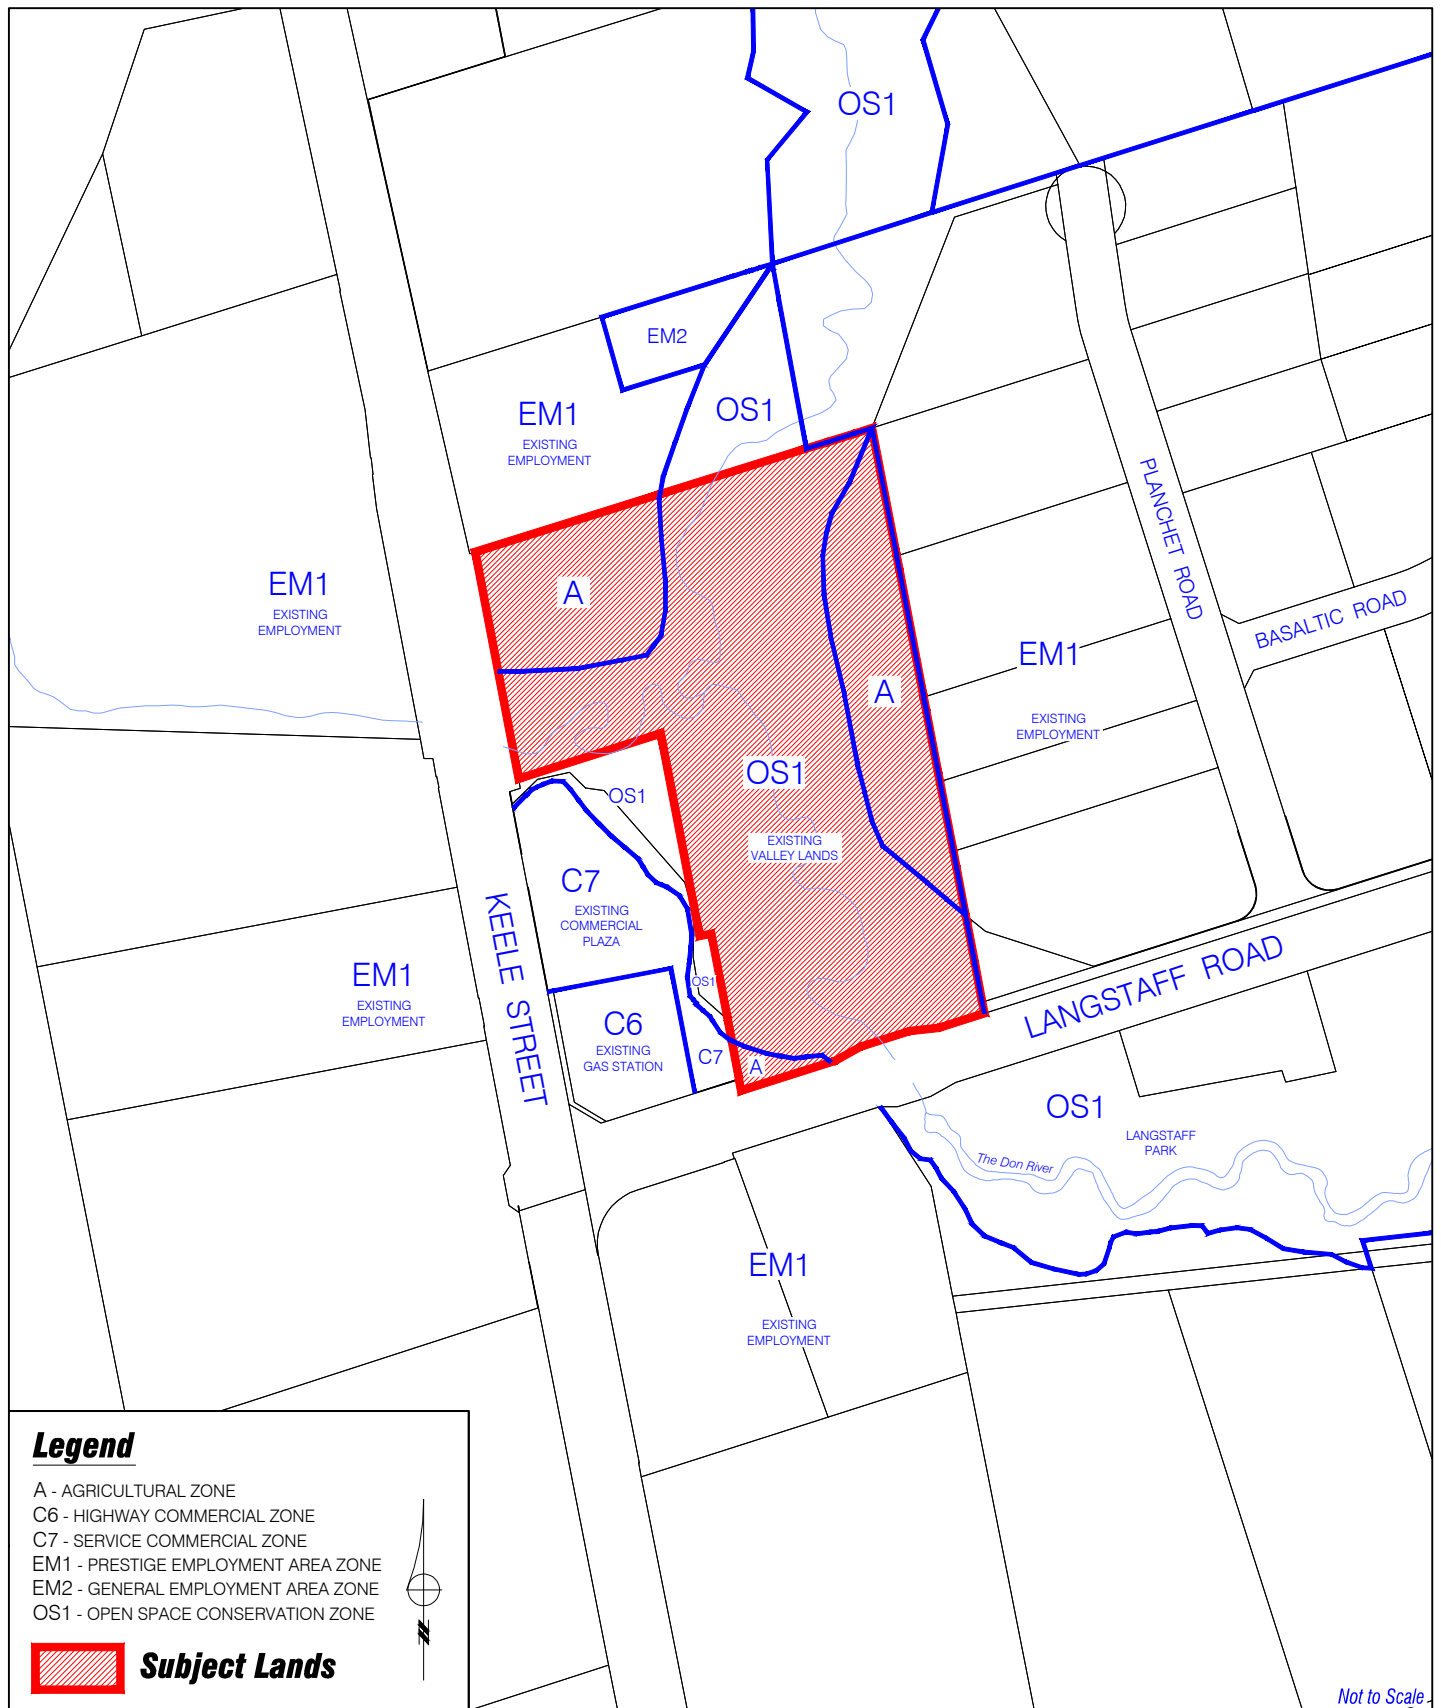 OS1
EM2
EM1
EXISTING
EMPLOYMENT
OS1
PLANCHET ROAD
EM1
EXISTING
EMPLOYMENT
A
BASALTIC ROAD
EM1
EXISTING
EMPLOYMENT
A
OS1
EXISTING
VALLEY LANDS
OS1
C7
EXISTING
COMMERCIAL
PLAZA
KEELE STREET
EM1
EXISTING
EMPLOYMENT
OS1
LANGSTAFF ROAD
C6
EXISTING
GAS STATION
C7
A
OS1
LANGSTAFF
PARK
The Don River
EM1
EXISTING
EMPLOYMENT
Legend
A - AGRICULTURAL ZONE
C6 - HIGHWAY COMMERCIAL ZONE
C7 - SERVICE COMMERCIAL ZONE
EM1 - PRESTIGE EMPLOYMENT AREA ZONE
EM2 - GENERAL EMPLOYMENT AREA ZONE
OS1 - OPEN SPACE CONSERVATION ZONE
N
Subject Lands
Not to Scale